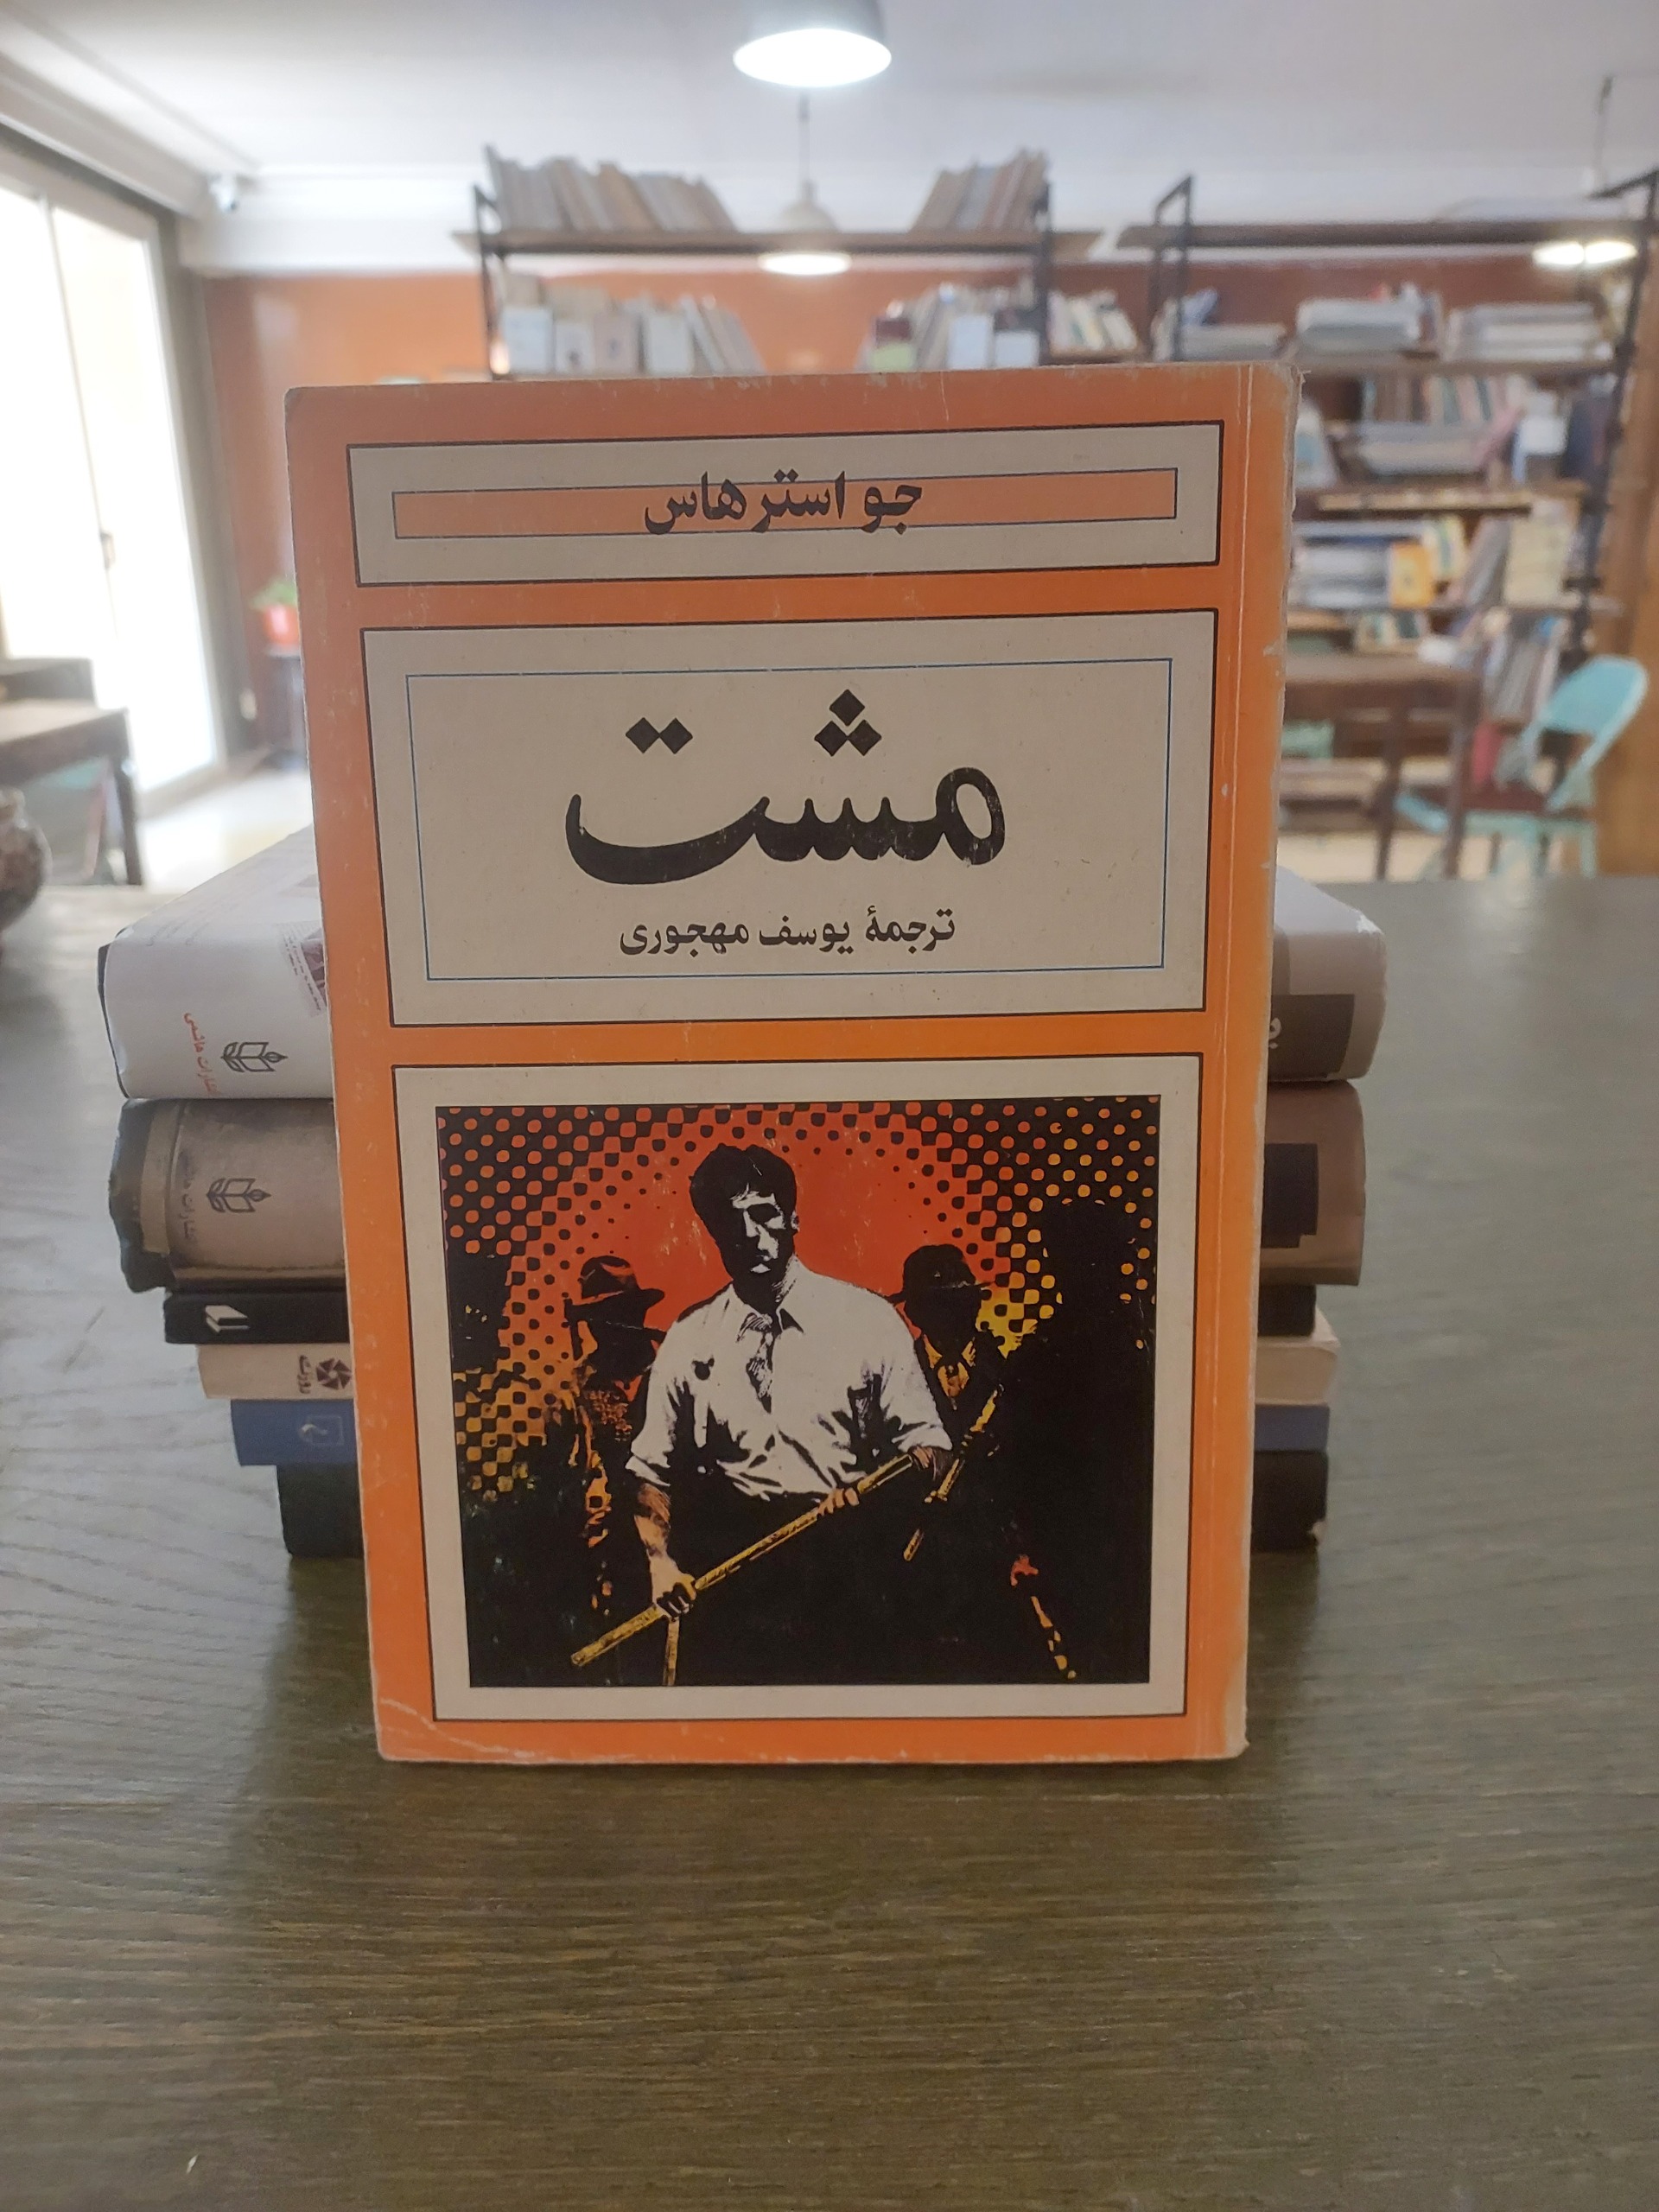 جو استرهاس
مشت
ترجمهٔ یوسف مهجوری